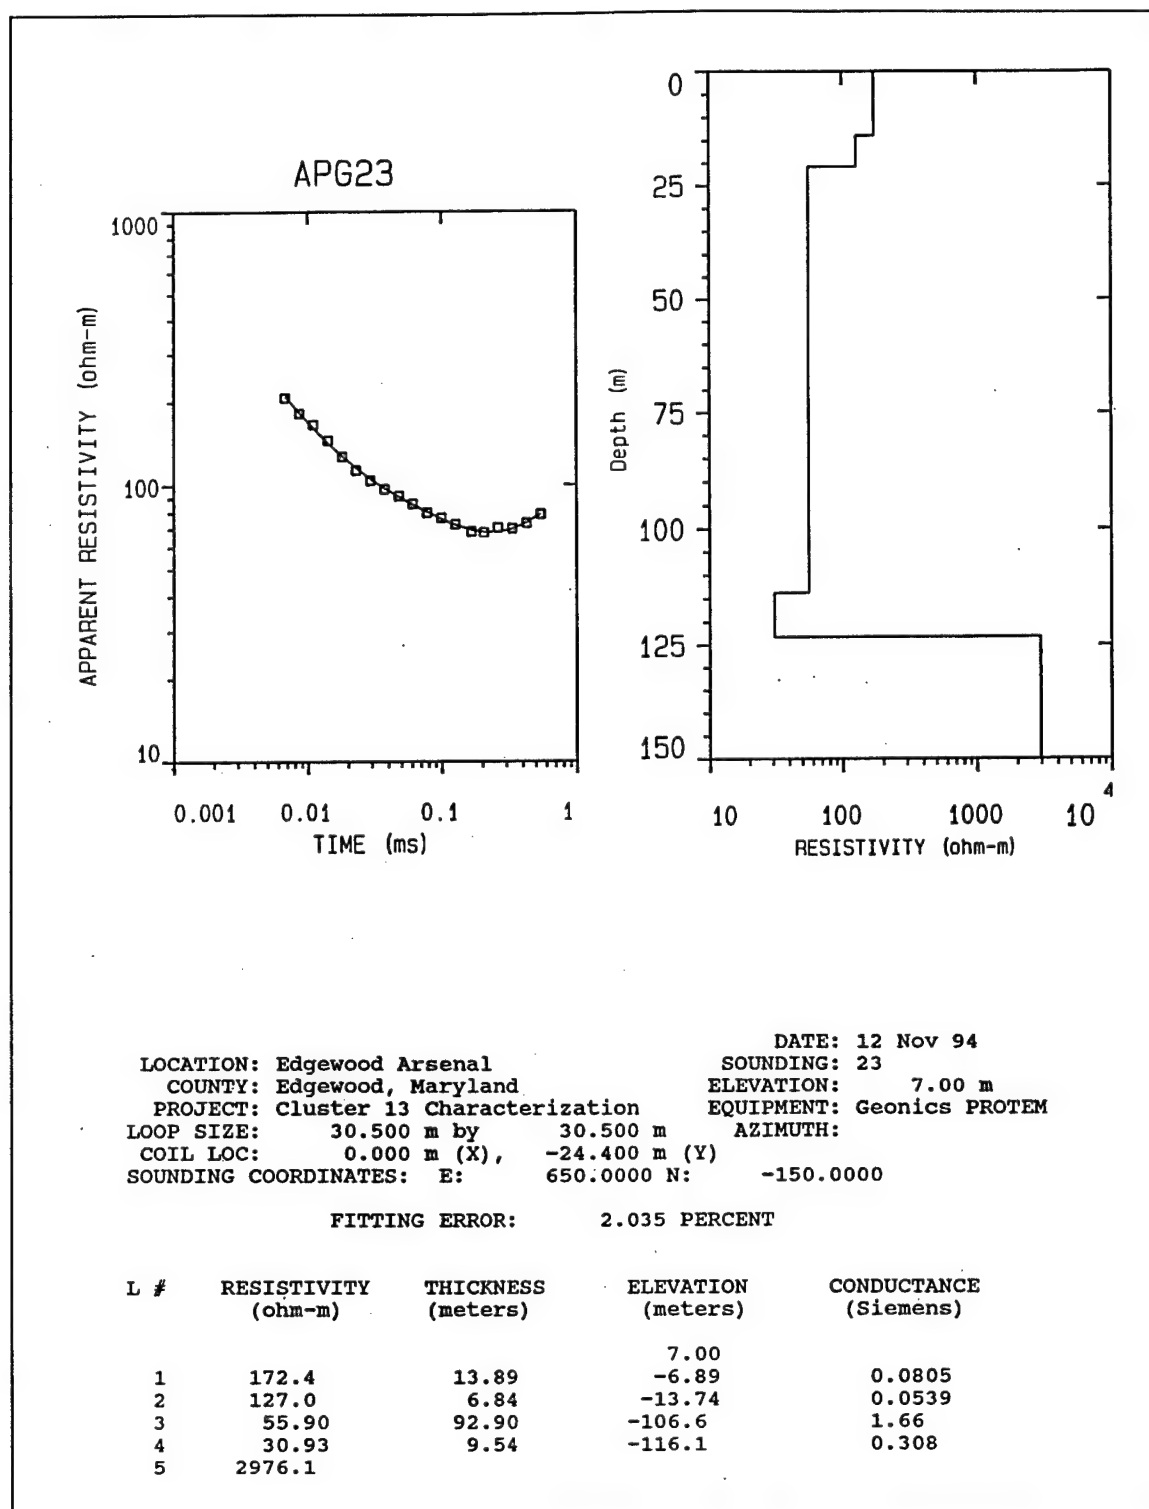 APG23
1000
100
10
APPARENT RESISTIVITY (ohm-m)
0.001 0.01 0.1 1
TIME (ms)
0
25
50
75
100
125
150
Depth (m)
10 100 1000 10 4
RESISTIVITY (ohm-m)
DATE: 12 Nov 94
LOCATION: Edgewood Arsenal SOUNDING: 23
COUNTY: Edgewood, Maryland ELEVATION: 7.00 m
PROJECT: Cluster 13 Characterization EQUIPMENT: Geonics PROTEM
LOOP SIZE: 30.500 m by 30.500 m AZIMUTH:
COIL LOC: 0.000 m (X), -24.400 m (Y)
SOUNDING COORDINATES: E: 650.0000 N: -150.0000
FITTING ERROR: 2.035 PERCENT
L # RESISTIVITY THICKNESS ELEVATION CONDUCTANCE
(ohm-m) (meters) (meters) (Siemens)
7.00
1 172.4 13.89 -6.89 0.0805
2 127.0 6.84 -13.74 0.0539
3 55.90 92.90 -106.6 1.66
4 30.93 9.54 -116.1 0.308
5 2976.1